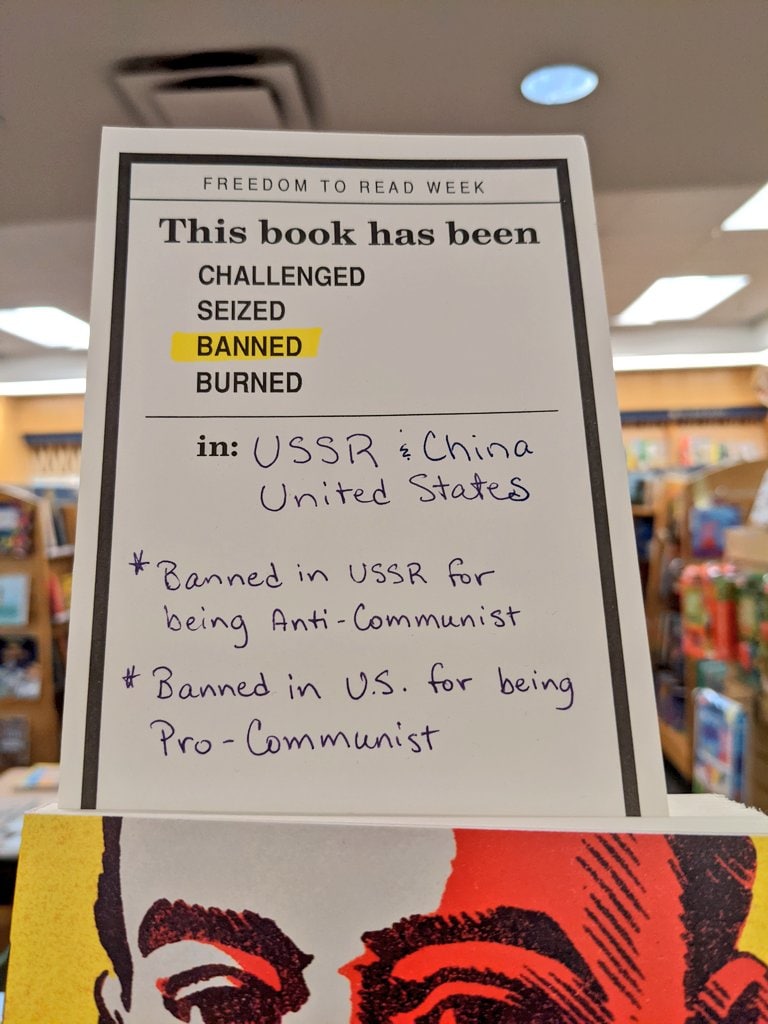 FREEDOM TO READ WEEK
This book has been
CHALLENGED
SEIZED
BANNED
BURNED
in: USSR & China
United States
* Banned in USSR for
being Anti-Communist
* Banned in U.S. for being
Pro-Communist